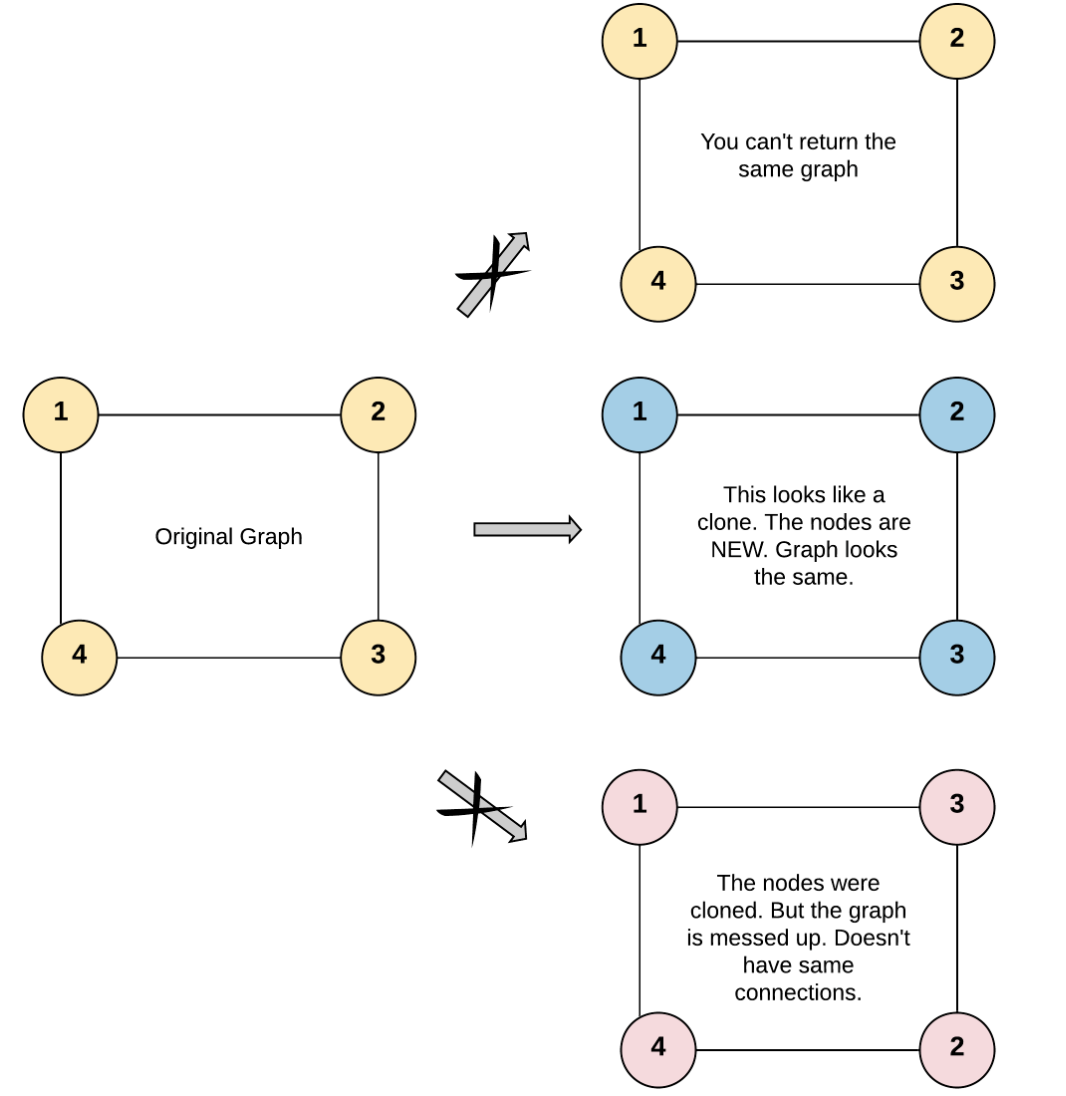 1 2
You can't return the
same graph
4 3
1 2
Original Graph
4 3
1 2
This looks like a
clone. The nodes are
NEW. Graph looks
the same.
4 3
1 3
The nodes were
cloned. But the graph
is messed up. Doesn't
have same
connections.
4 2